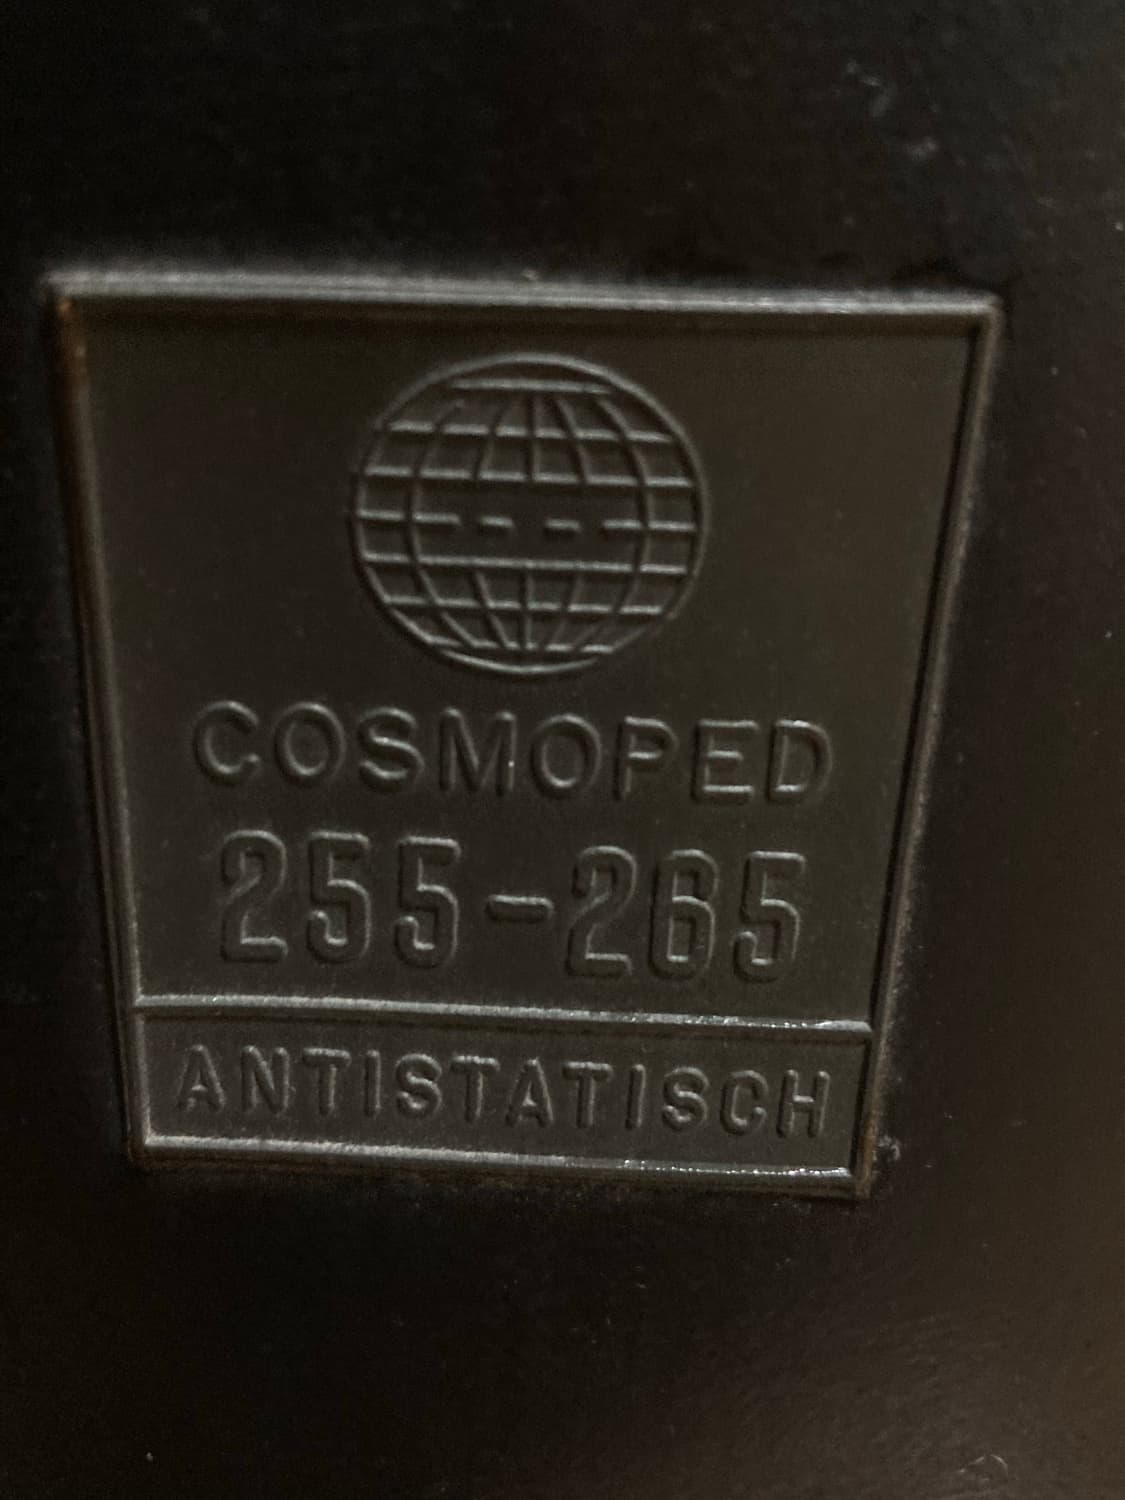 COSMOPED
255-265
ANTISTATISCH